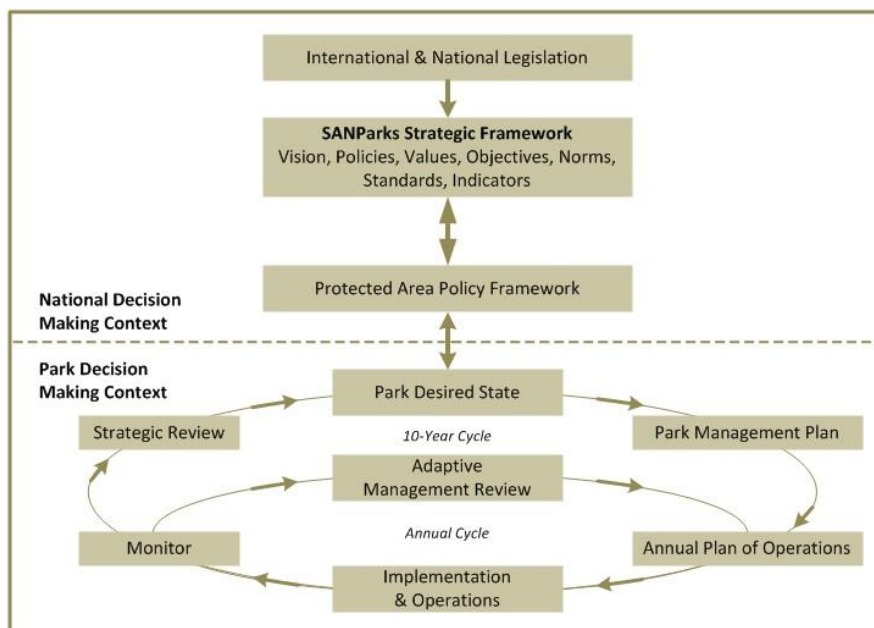 International & National Legislation
SANParks Strategic Framework
Vision, Policies, Values, Objectives, Norms,
Standards, Indicators
Protected Area Policy Framework
National Decision
Making Context
Park Decision
Making Context
Park Desired State
Strategic Review
10-Year Cycle
Park Management Plan
Adaptive
Management Review
Annual Cycle
Monitor
Annual Plan of Operations
Implementation
& Operations